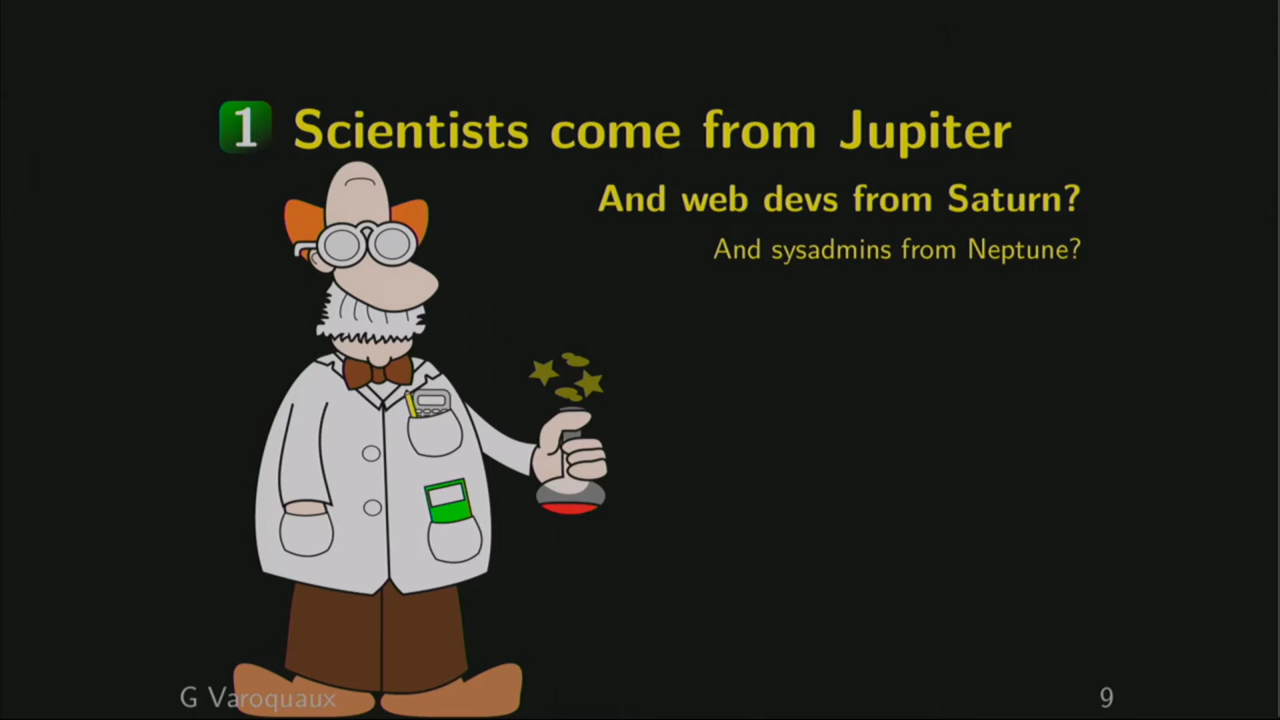 1 Scientists come from Jupiter
And web devs from Saturn?
And sysadmins from Neptune?
G Varoquaux
9